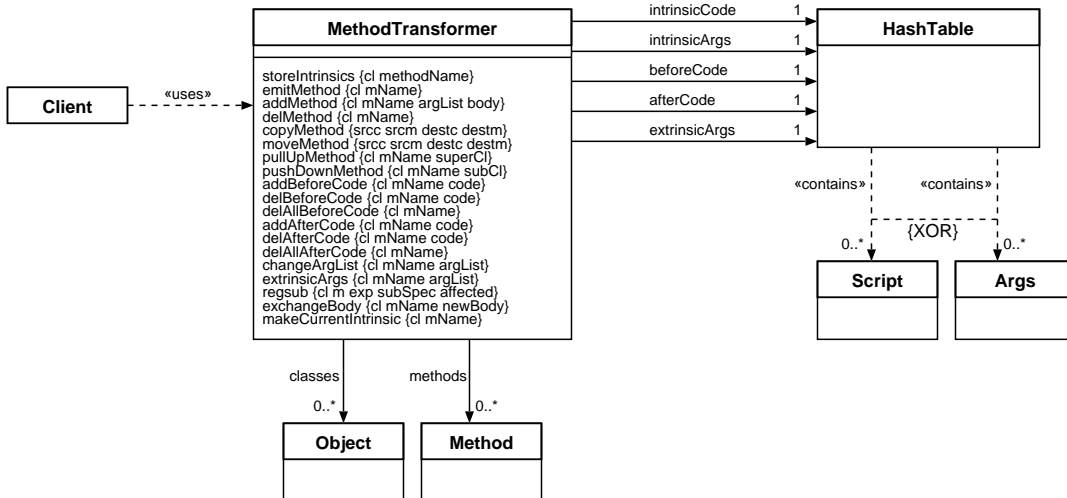 MethodTransformer
intrinsicCode 1
HashTable
intrinsicArgs 1
storeIntrinsics {cl methodName}
beforeCode 1
emitMethod {cl mName}
Client
«uses»
addMethod {cl mName argList body}
afterCode 1
delMethod {cl mName}
copyMethod {srcc srcm destc destm}
extrinsicArgs 1
moveMethod {srcc srcm destc destm}
pullUpMethod {cl mName superCl}
pushDownMethod {cl mName subCl}
addBeforeCode {cl mName code}
delBeforeCode {cl mName code}
delAllBeforeCode {cl mName}
addAfterCode {cl mName code}
delAfterCode {cl mName code}
delAllAfterCode {cl mName}
changeArgList {cl mName argList}
extrinsicArgs {cl mName argList}
regsub {cl m exp subSpec affected}
exchangeBody {cl mName newBody}
makeCurrentIntrinsic {cl mName}
«contains» «contains»
{XOR}
0..* 0..*
Script Args
classes methods
0..* 0..*
Object Method